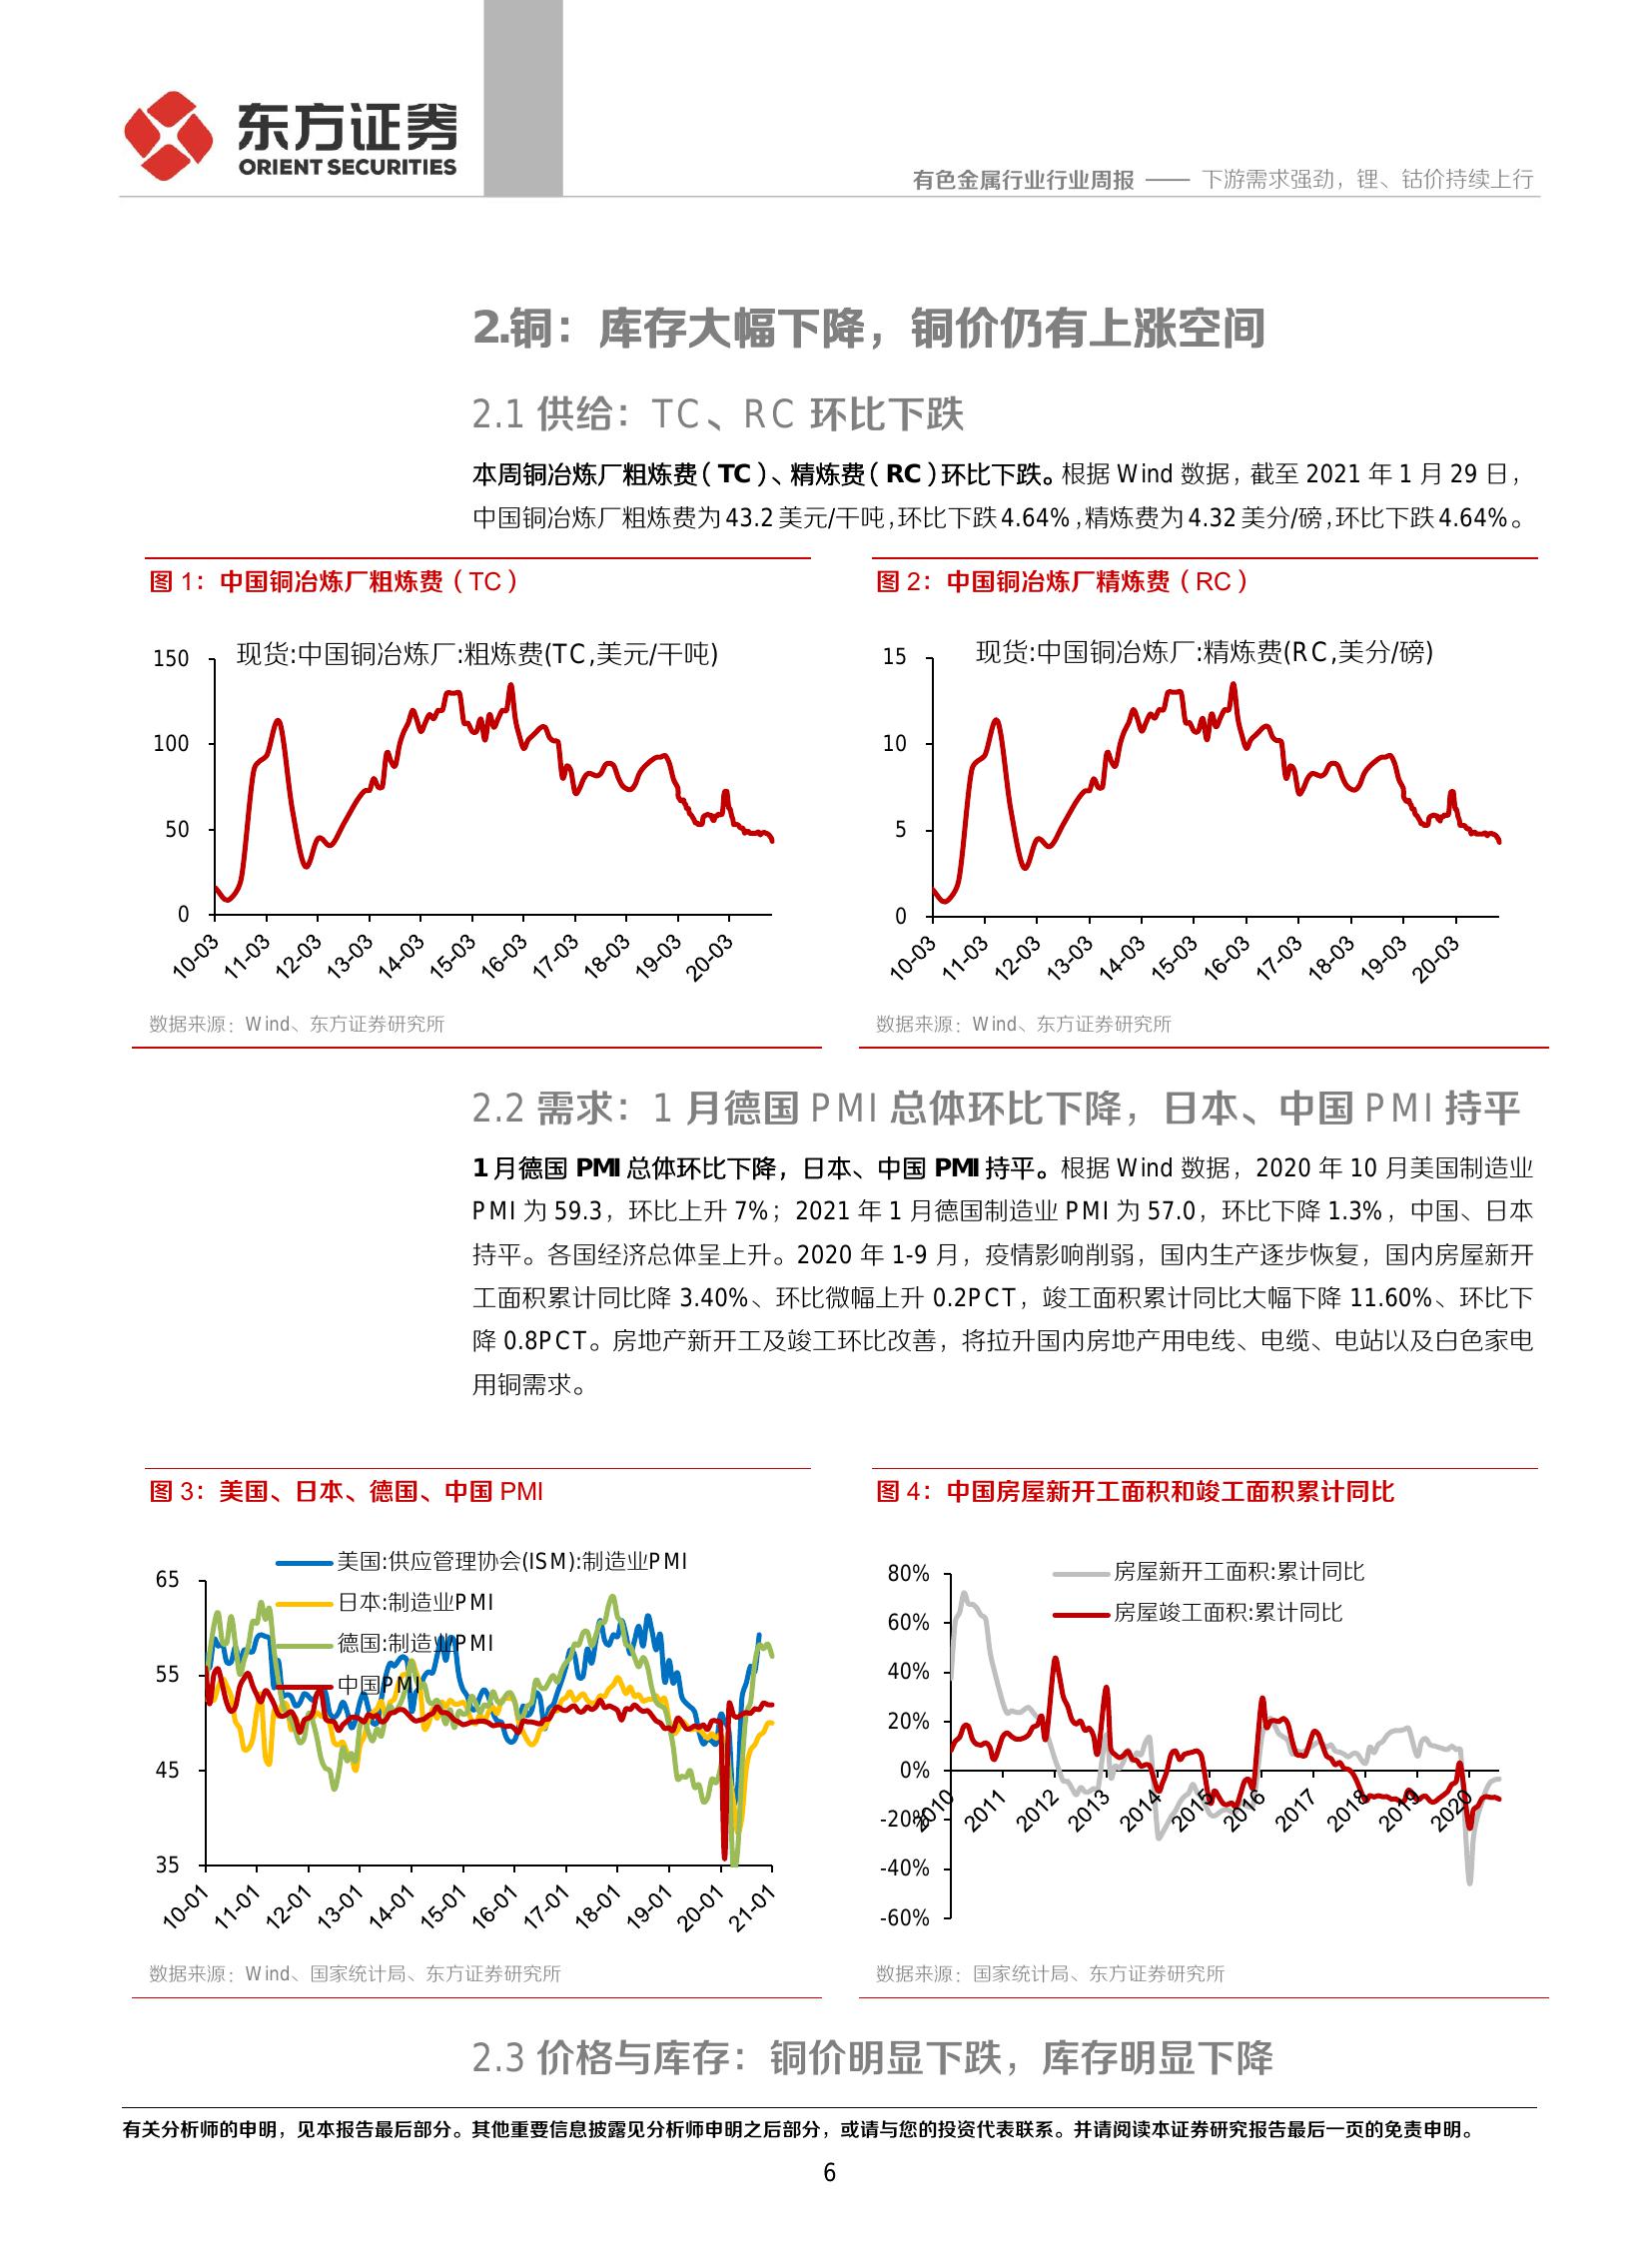 东方证券
ORIENT SECURITIES
有色金属行业行业周报 —— 下游需求强劲，锂、钴价持续上行
2.铜：库存大幅下降，铜价仍有上涨空间
2.1 供给：TC、RC 环比下跌
本周铜冶炼厂粗炼费（TC）、精炼费（RC）环比下跌。根据 Wind 数据，截至 2021 年 1 月 29 日，
中国铜冶炼厂粗炼费为 43.2 美元/干吨，环比下跌 4.64%，精炼费为 4.32 美分/磅，环比下跌 4.64%。
图 1：中国铜冶炼厂粗炼费（TC）
现货:中国铜冶炼厂:粗炼费(TC,美元/干吨)
150
100
50
0
10-03 11-03 12-03 13-03 14-03 15-03 16-03 17-03 18-03 19-03 20-03
数据来源：Wind、东方证券研究所
图 2：中国铜冶炼厂精炼费（RC）
现货:中国铜冶炼厂:精炼费(RC,美分/磅)
15
10
5
0
10-03 11-03 12-03 13-03 14-03 15-03 16-03 17-03 18-03 19-03 20-03
数据来源：Wind、东方证券研究所
2.2 需求：1 月德国 PMI 总体环比下降，日本、中国 PMI 持平
1 月德国 PMI 总体环比下降，日本、中国 PMI 持平。根据 Wind 数据，2020 年 10 月美国制造业
PMI 为 59.3，环比上升 7%；2021 年 1 月德国制造业 PMI 为 57.0，环比下降 1.3%，中国、日本
持平。各国经济总体呈上升。2020 年 1-9 月，疫情影响削弱，国内生产逐步恢复，国内房屋新开
工面积累计同比降 3.40%、环比微幅上升 0.2PCT，竣工面积累计同比大幅下降 11.60%、环比下
降 0.8PCT。房地产新开工及竣工环比改善，将拉升国内房地产用电线、电缆、电站以及白色家电
用铜需求。
图 3：美国、日本、德国、中国 PMI
美国:供应管理协会(ISM):制造业PMI
日本:制造业PMI
德国:制造业PMI
中国PMI
65
55
45
35
10-01 11-01 12-01 13-01 14-01 15-01 16-01 17-01 18-01 19-01 20-01 21-01
数据来源：Wind、国家统计局、东方证券研究所
图 4：中国房屋新开工面积和竣工面积累计同比
房屋新开工面积:累计同比
房屋竣工面积:累计同比
80%
60%
40%
20%
0%
-20%
-40%
-60%
2010 2011 2012 2013 2014 2015 2016 2017 2018 2019 2020
数据来源：国家统计局、东方证券研究所
2.3 价格与库存：铜价明显下跌，库存明显下降
有关分析师的申明，见本报告最后部分。其他重要信息披露见分析师申明之后部分，或请与您的投资代表联系。并请阅读本证券研究报告最后一页的免责申明。
6